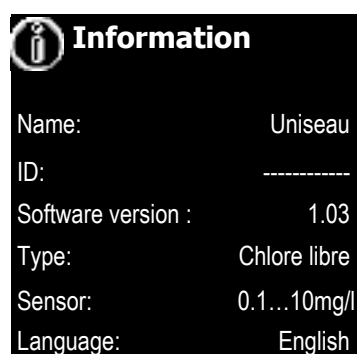 Information
Name: Uniseau
ID: ------------
Software version : 1.03
Type: Chlore libre
Sensor: 0.1…10mg/l
Language: English